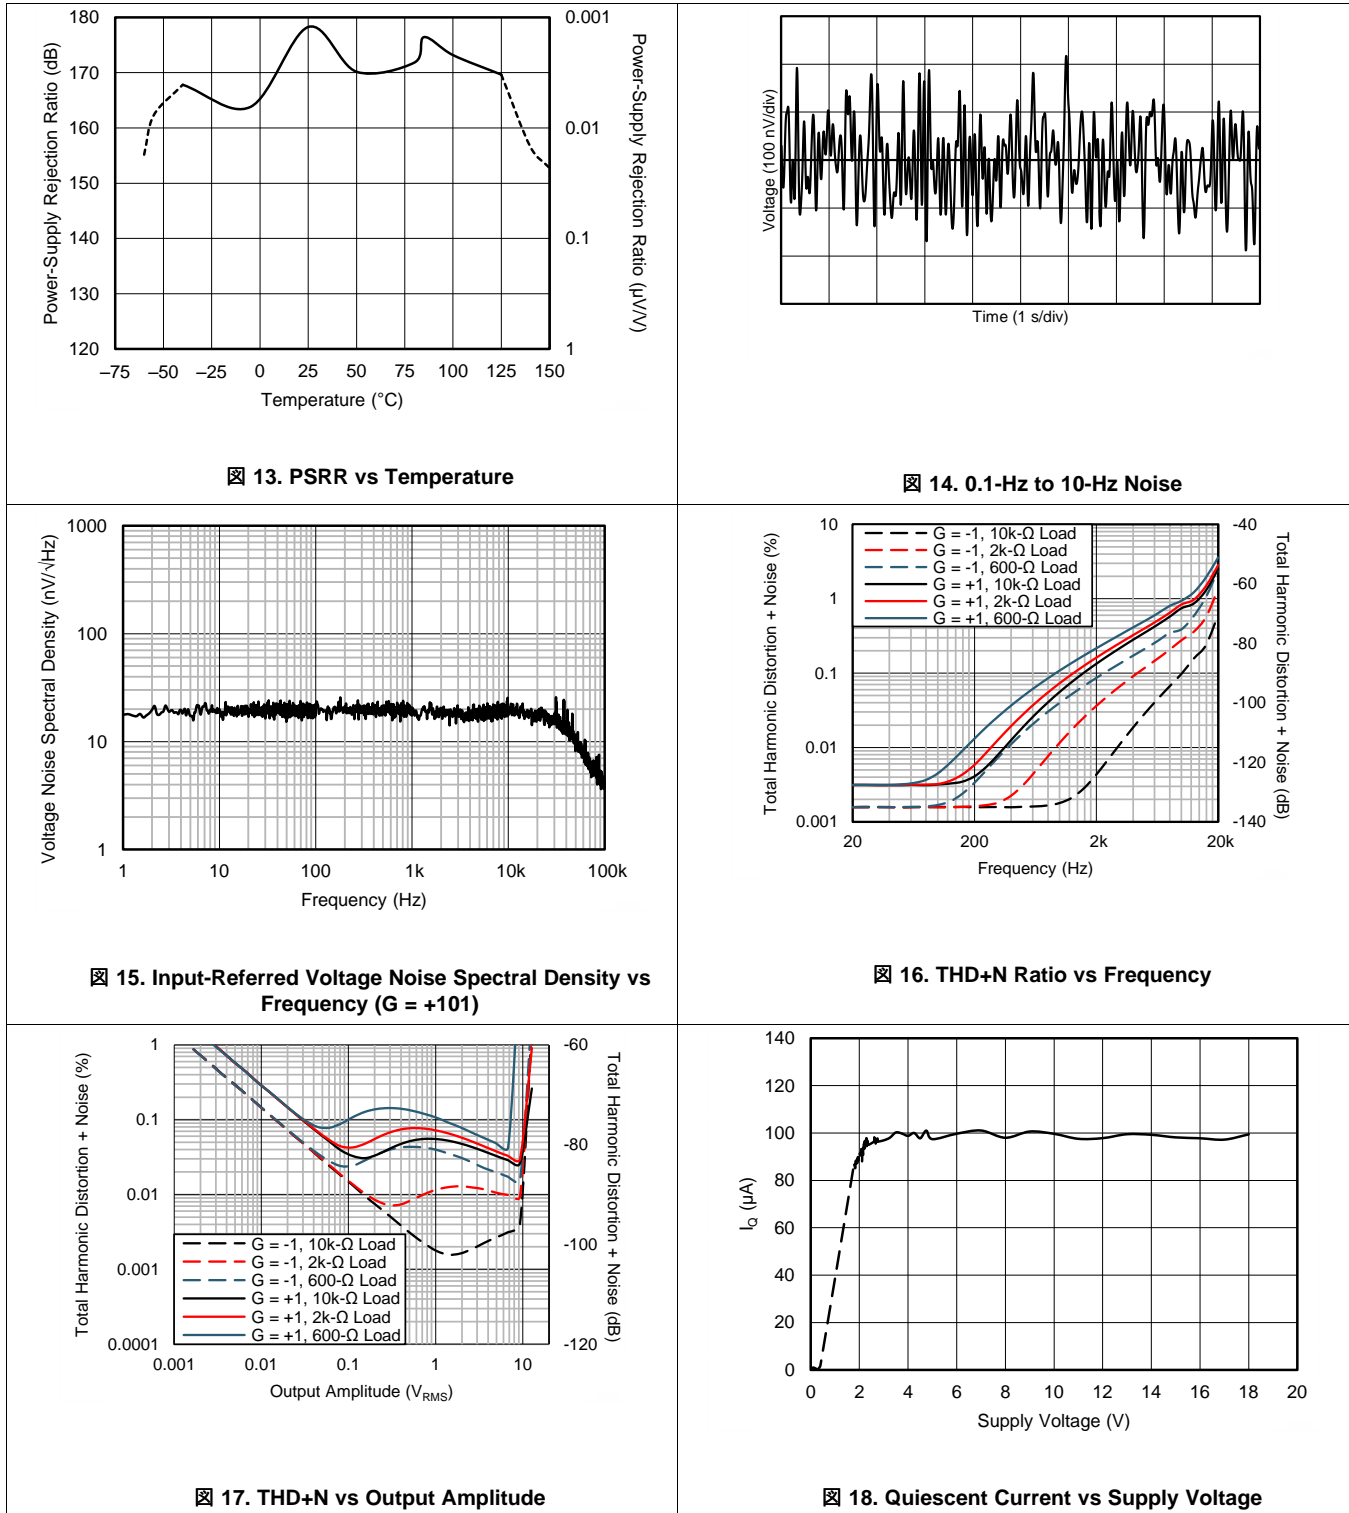 Power-Supply Rejection Ratio (dB)
180
170
160
150
140
130
120
0.001
0.01
0.1
1
Power-Supply Rejection Ratio (µV/V)
–75 –50 –25 0 25 50 75 100 125 150
Temperature (°C)
図 13. PSRR vs Temperature
Voltage (100 nV/div)
Time (1 s/div)
図 14. 0.1-Hz to 10-Hz Noise
Voltage Noise Spectral Density (nV/√Hz)
1000
100
10
1
1 10 100 1k 10k 100k
Frequency (Hz)
図 15. Input-Referred Voltage Noise Spectral Density vs
Frequency (G = +101)
Total Harmonic Distortion + Noise (%)
10
1
0.1
0.01
0.001
G = -1, 10k-Ω Load
G = -1, 2k-Ω Load
G = -1, 600-Ω Load
G = +1, 10k-Ω Load
G = +1, 2k-Ω Load
G = +1, 600-Ω Load
-40
-60
-80
-100
-120
-140
Total Harmonic Distortion + Noise (dB)
20 200 2k 20k
Frequency (Hz)
図 16. THD+N Ratio vs Frequency
Total Harmonic Distortion + Noise (%)
1
0.1
0.01
0.001
0.0001
G = -1, 10k-Ω Load
G = -1, 2k-Ω Load
G = -1, 600-Ω Load
G = +1, 10k-Ω Load
G = +1, 2k-Ω Load
G = +1, 600-Ω Load
-60
-80
-100
-120
Total Harmonic Distortion + Noise (dB)
0.001 0.01 0.1 1 10
Output Amplitude (VRMS)
図 17. THD+N vs Output Amplitude
IQ (µA)
140
120
100
80
60
40
20
0
0 2 4 6 8 10 12 14 16 18 20
Supply Voltage (V)
図 18. Quiescent Current vs Supply Voltage